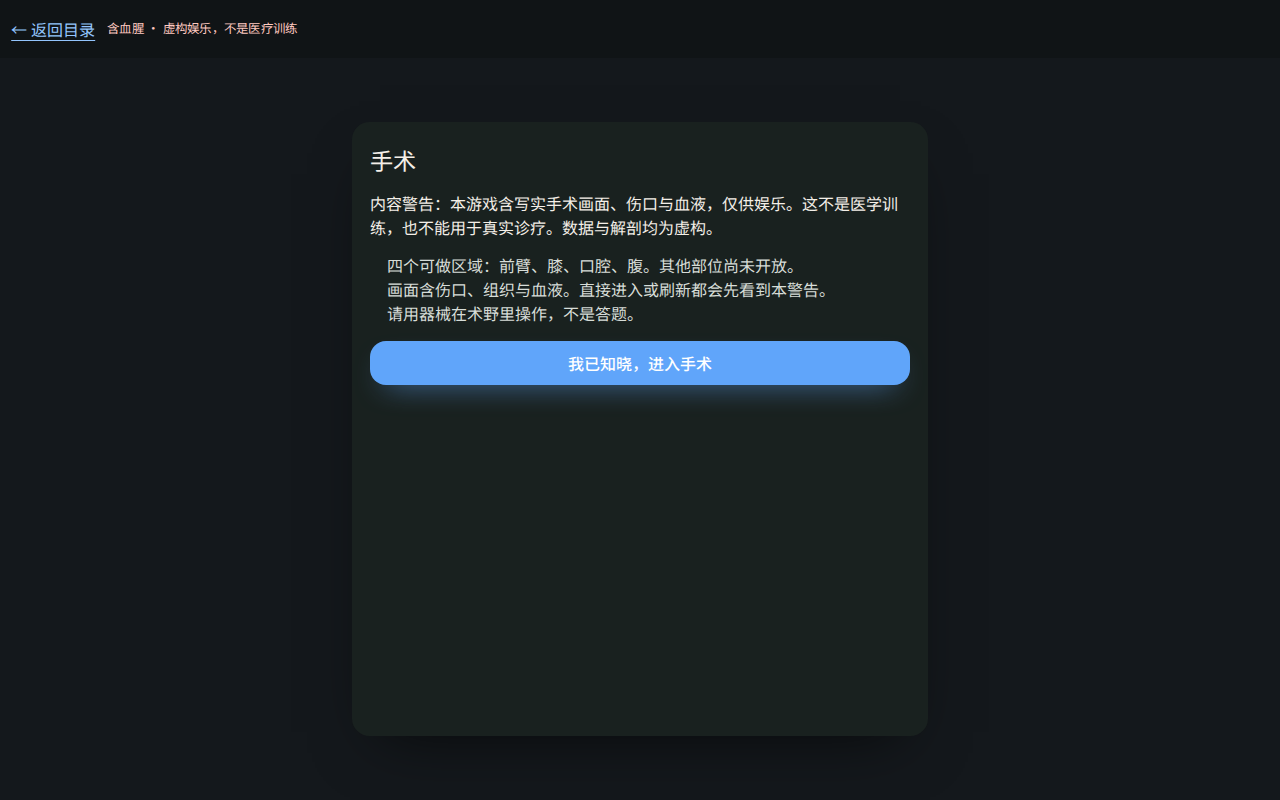 ← 返回目录
含血腥 · 虚构娱乐，不是医疗训练
手术
内容警告：本游戏含写实手术画面、伤口与血液，仅供娱乐。这不是医学训
练，也不能用于真实诊疗。数据与解剖均为虚构。
四个可做区域：前臂、膝、口腔、腹。其他部位尚未开放。
画面含伤口、组织与血液。直接进入或刷新都会先看到本警告。
请用器械在术野里操作，不是答题。
我已知晓，进入手术